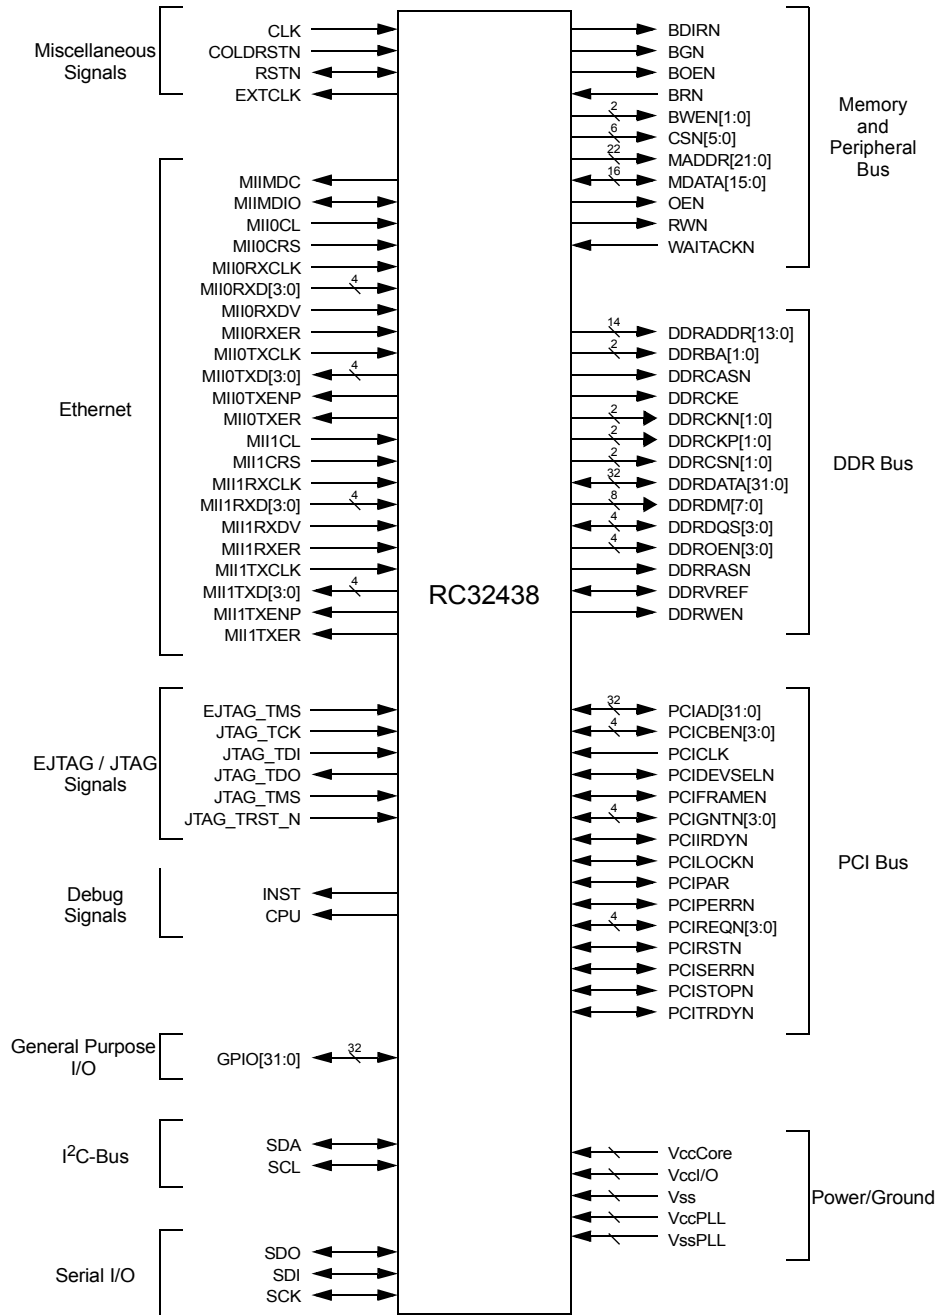 Miscellaneous
Signals
CLK
COLDRSTN
RSTN
EXTCLK
Ethernet
MIIMDC
MIIMDIO
MII0CL
MII0CRS
MII0RXCLK
MII0RXD[3:0] 4
MII0RXDV
MII0RXER
MII0TXCLK
MII0TXD[3:0] 4
MII0TXENP
MII0TXER
MII1CL
MII1CRS
MII1RXCLK
MII1RXD[3:0] 4
MII1RXDV
MII1RXER
MII1TXCLK
MII1TXD[3:0] 4
MII1TXENP
MII1TXER
EJTAG / JTAG
Signals
EJTAG_TMS
JTAG_TCK
JTAG_TDI
JTAG_TDO
JTAG_TMS
JTAG_TRST_N
Debug
Signals
INST
CPU
General Purpose
I/O
GPIO[31:0] 32
I2C-Bus
SDA
SCL
Serial I/O
SDO
SDI
SCK
RC32438
BDIRN
BGN
BOEN
BRN
2 BWEN[1:0]
6 CSN[5:0]
22 MADDR[21:0]
16 MDATA[15:0]
OEN
RWN
WAITACKN
Memory
and
Peripheral
Bus
14 DDRADDR[13:0]
2 DDRBA[1:0]
DDRCASN
DDRCKE
2 DDRCKN[1:0]
2 DDRCKP[1:0]
2 DDRCSN[1:0]
32 DDRDATA[31:0]
8 DDRDM[7:0]
4 DDRDQS[3:0]
4 DDROEN[3:0]
DDRRASN
DDRVREF
DDRWEN
DDR Bus
32 PCIAD[31:0]
4 PCICBEN[3:0]
PCICLK
PCIDEVSELN
PCIFRAMEN
4 PCIGNTN[3:0]
PCIIRDYN
PCILOCKN
PCIPAR
PCIPERRN
4 PCIREQN[3:0]
PCIRSTN
PCISERRN
PCISTOPN
PCITRDYN
PCI Bus
VccCore
VccI/O
Vss
VccPLL
VssPLL
Power/Ground